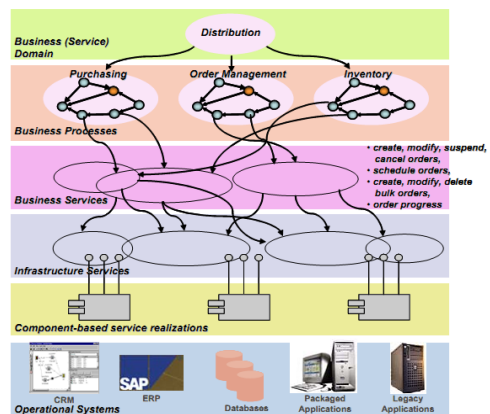 Distribution
Business (Service)
Domain
Purchasing
Order Management
Inventory
Business Processes
• create, modify, suspend,
cancel orders,
• schedule orders,
• create, modify, delete
bulk orders,
• order progress
Business Services
Infrastructure Services
Component-based service realizations
SAP
CRM
ERP
Databases
Packaged
Applications
Legacy
Applications
Operational Systems